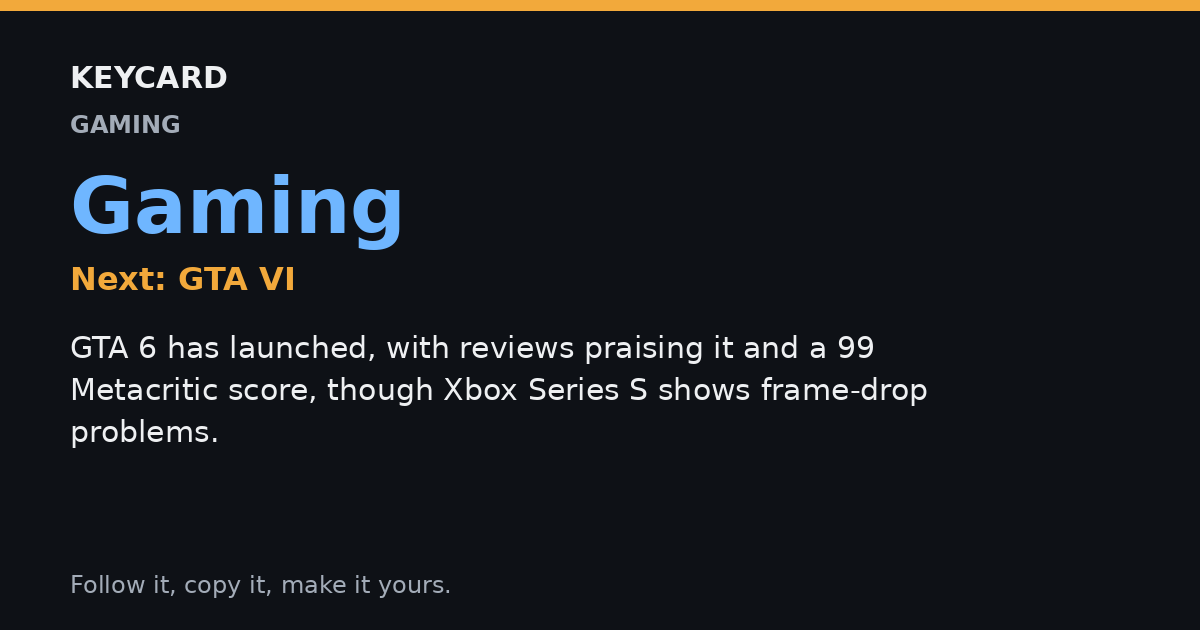 KEYCARD
GAMING
Gaming
Next: GTA VI
GTA 6 has launched, with reviews praising it and a 99
Metacritic score, though Xbox Series S shows frame-drop
problems.
Follow it, copy it, make it yours.